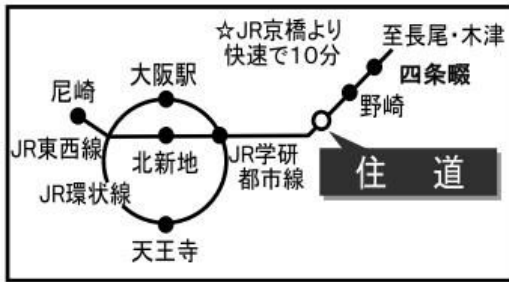 ☆JR京橋より
快速で10分
至長尾・木津
四条畷
野崎
大阪駅
尼崎
JR東西線
北新地
JR学研
都市線
住 道
JR環状線
天王寺